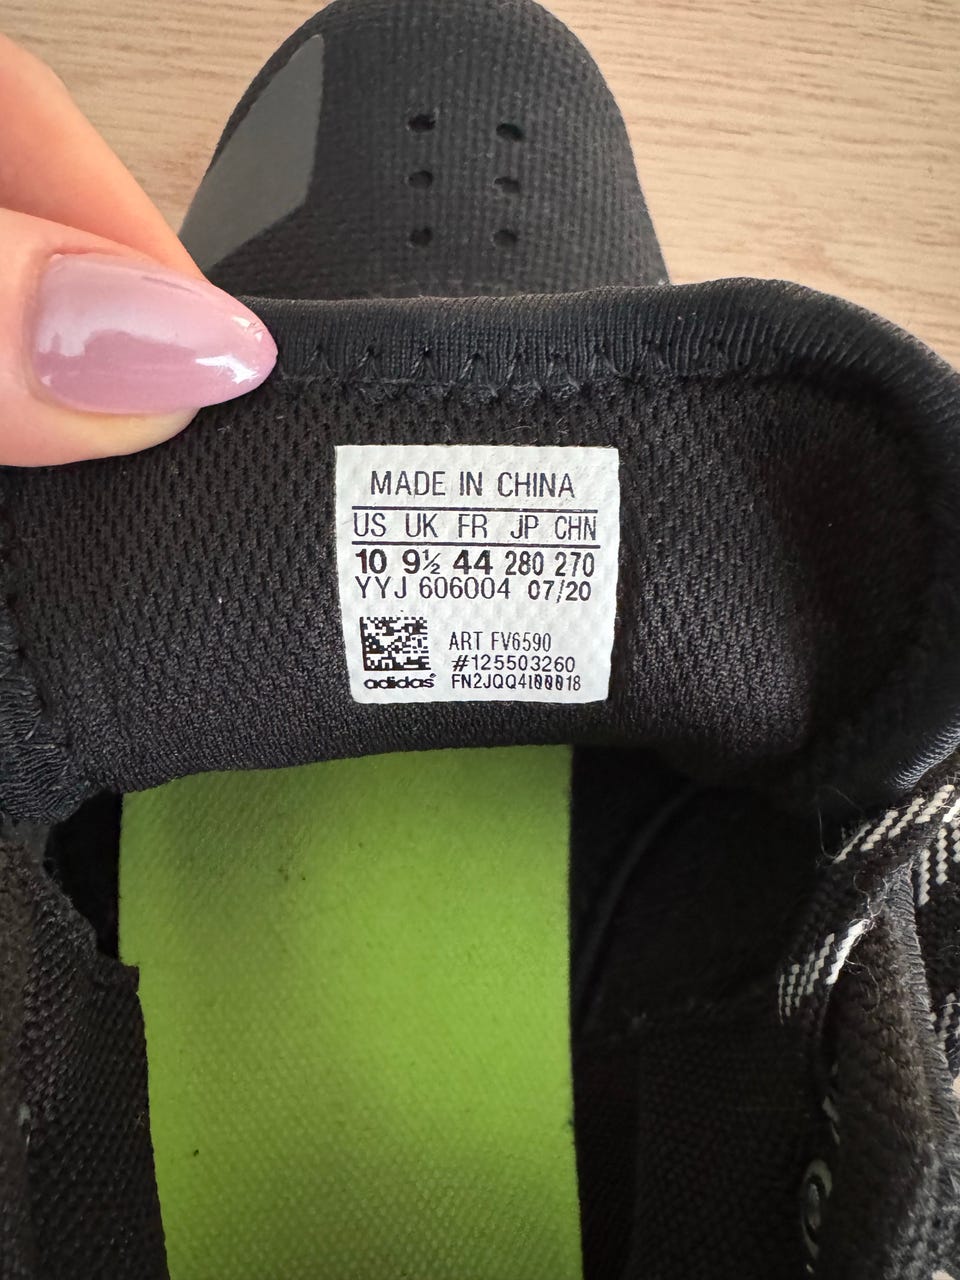 MADE IN CHINA
US UK FR JP CHN
10 9½ 44 280 270
YYJ 606004 07/20
ART FV6590
#125503260
adidas FN2JQQ4I00018